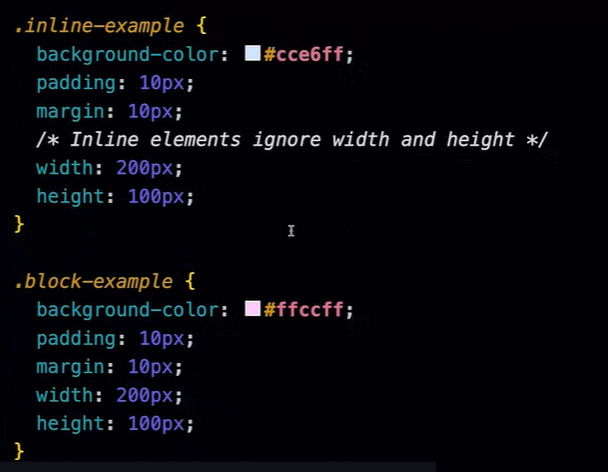 .inline-example {
  background-color: #cce6ff;
  padding: 10px;
  margin: 10px;
  /* Inline elements ignore width and height */
  width: 200px;
  height: 100px;
}

.block-example {
  background-color: #ffccff;
  padding: 10px;
  margin: 10px;
  width: 200px;
  height: 100px;
}